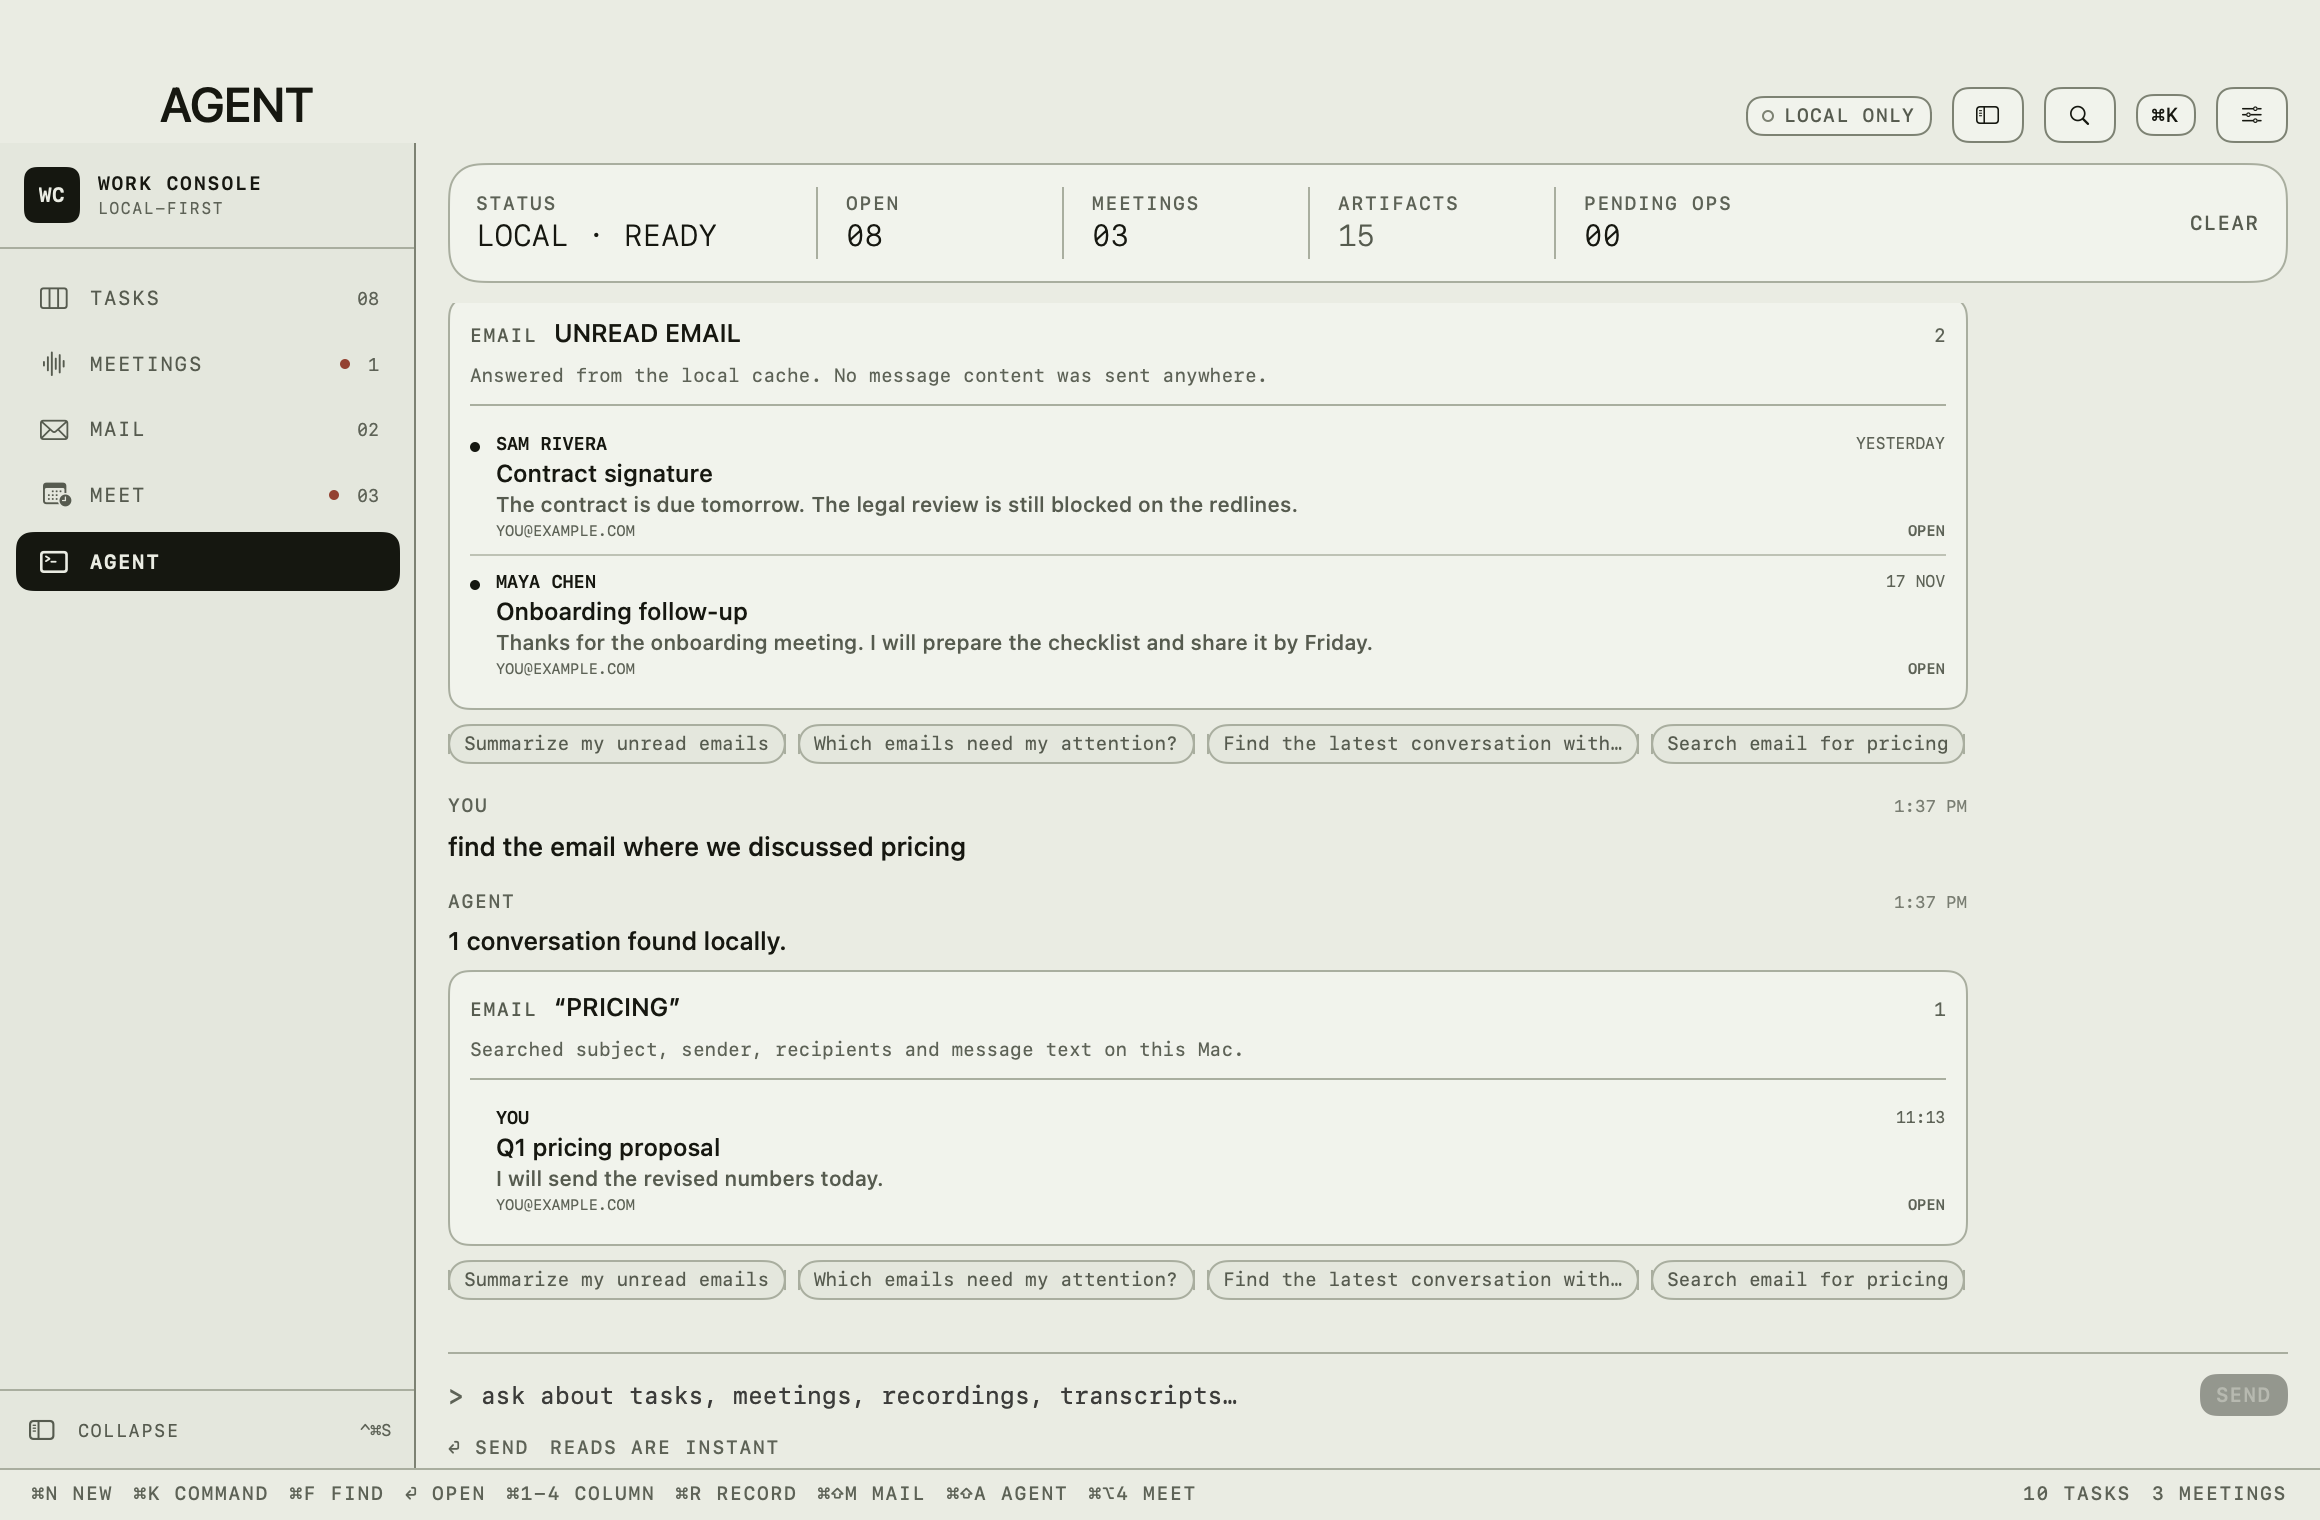 AGENT
LOCAL ONLY
⌘K
WC
WORK CONSOLE
LOCAL–FIRST
TASKS 08
MEETINGS 1
MAIL 02
MEET 03
AGENT
COLLAPSE ^⌘S
STATUS OPEN MEETINGS ARTIFACTS PENDING OPS
LOCAL · READY 08 03 15 00
CLEAR
EMAIL UNREAD EMAIL 2
Answered from the local cache. No message content was sent anywhere.
SAM RIVERA YESTERDAY
Contract signature
The contract is due tomorrow. The legal review is still blocked on the redlines.
YOU@EXAMPLE.COM OPEN
MAYA CHEN 17 NOV
Onboarding follow-up
Thanks for the onboarding meeting. I will prepare the checklist and share it by Friday.
YOU@EXAMPLE.COM OPEN
Summarize my unread emails Which emails need my attention? Find the latest conversation with… Search email for pricing
YOU 1:37 PM
find the email where we discussed pricing
AGENT 1:37 PM
1 conversation found locally.
EMAIL “PRICING” 1
Searched subject, sender, recipients and message text on this Mac.
YOU 11:13
Q1 pricing proposal
I will send the revised numbers today.
YOU@EXAMPLE.COM OPEN
Summarize my unread emails Which emails need my attention? Find the latest conversation with… Search email for pricing
> ask about tasks, meetings, recordings, transcripts… SEND
⏎ SEND READS ARE INSTANT
⌘N NEW ⌘K COMMAND ⌘F FIND ⏎ OPEN ⌘1–4 COLUMN ⌘R RECORD ⌘⇧M MAIL ⌘⇧A AGENT ⌘⌥4 MEET 10 TASKS 3 MEETINGS